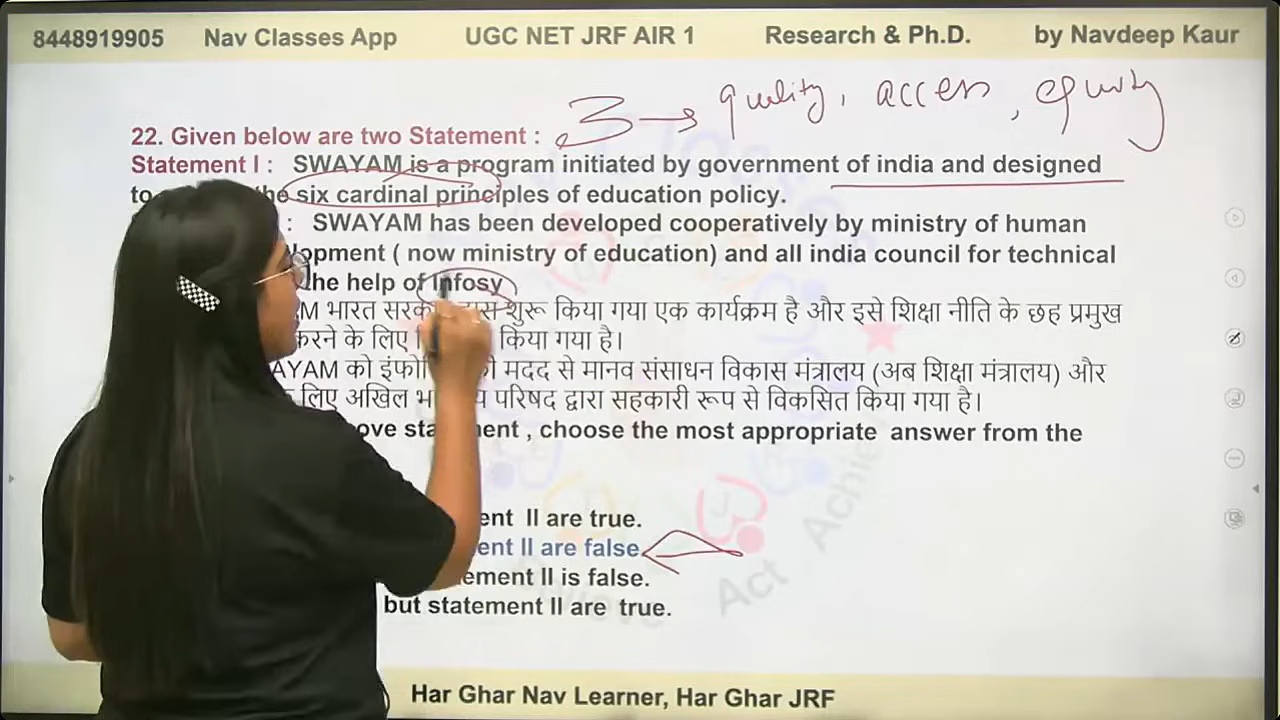 8448919905 Nav Classes App UGC NET JRF AIR 1 Research & Ph.D. by Navdeep Kaur
3 → quality, access, equity
22. Given below are two Statement :
Statement I : SWAYAM is a program initiated by government of india and designed
to the six cardinal principles of education policy.
: SWAYAM has been developed cooperatively by ministry of human
opment ( now ministry of education) and all india council for technical
the help of Infosy
M भारत सरकार द्वारा शुरू किया गया एक कार्यक्रम है और इसे शिक्षा नीति के छह प्रमुख
करने के लिए किया गया है।
AYAM को की मदद से मानव संसाधन विकास मंत्रालय (अब शिक्षा मंत्रालय) और
लिए अखिल परिषद द्वारा सहकारी रूप से विकसित किया गया है।
ove statement , choose the most appropriate answer from the
ent II are true.
ent II are false
ement II is false.
but statement II are true.
Achie
Act
Har Ghar Nav Learner, Har Ghar JRF